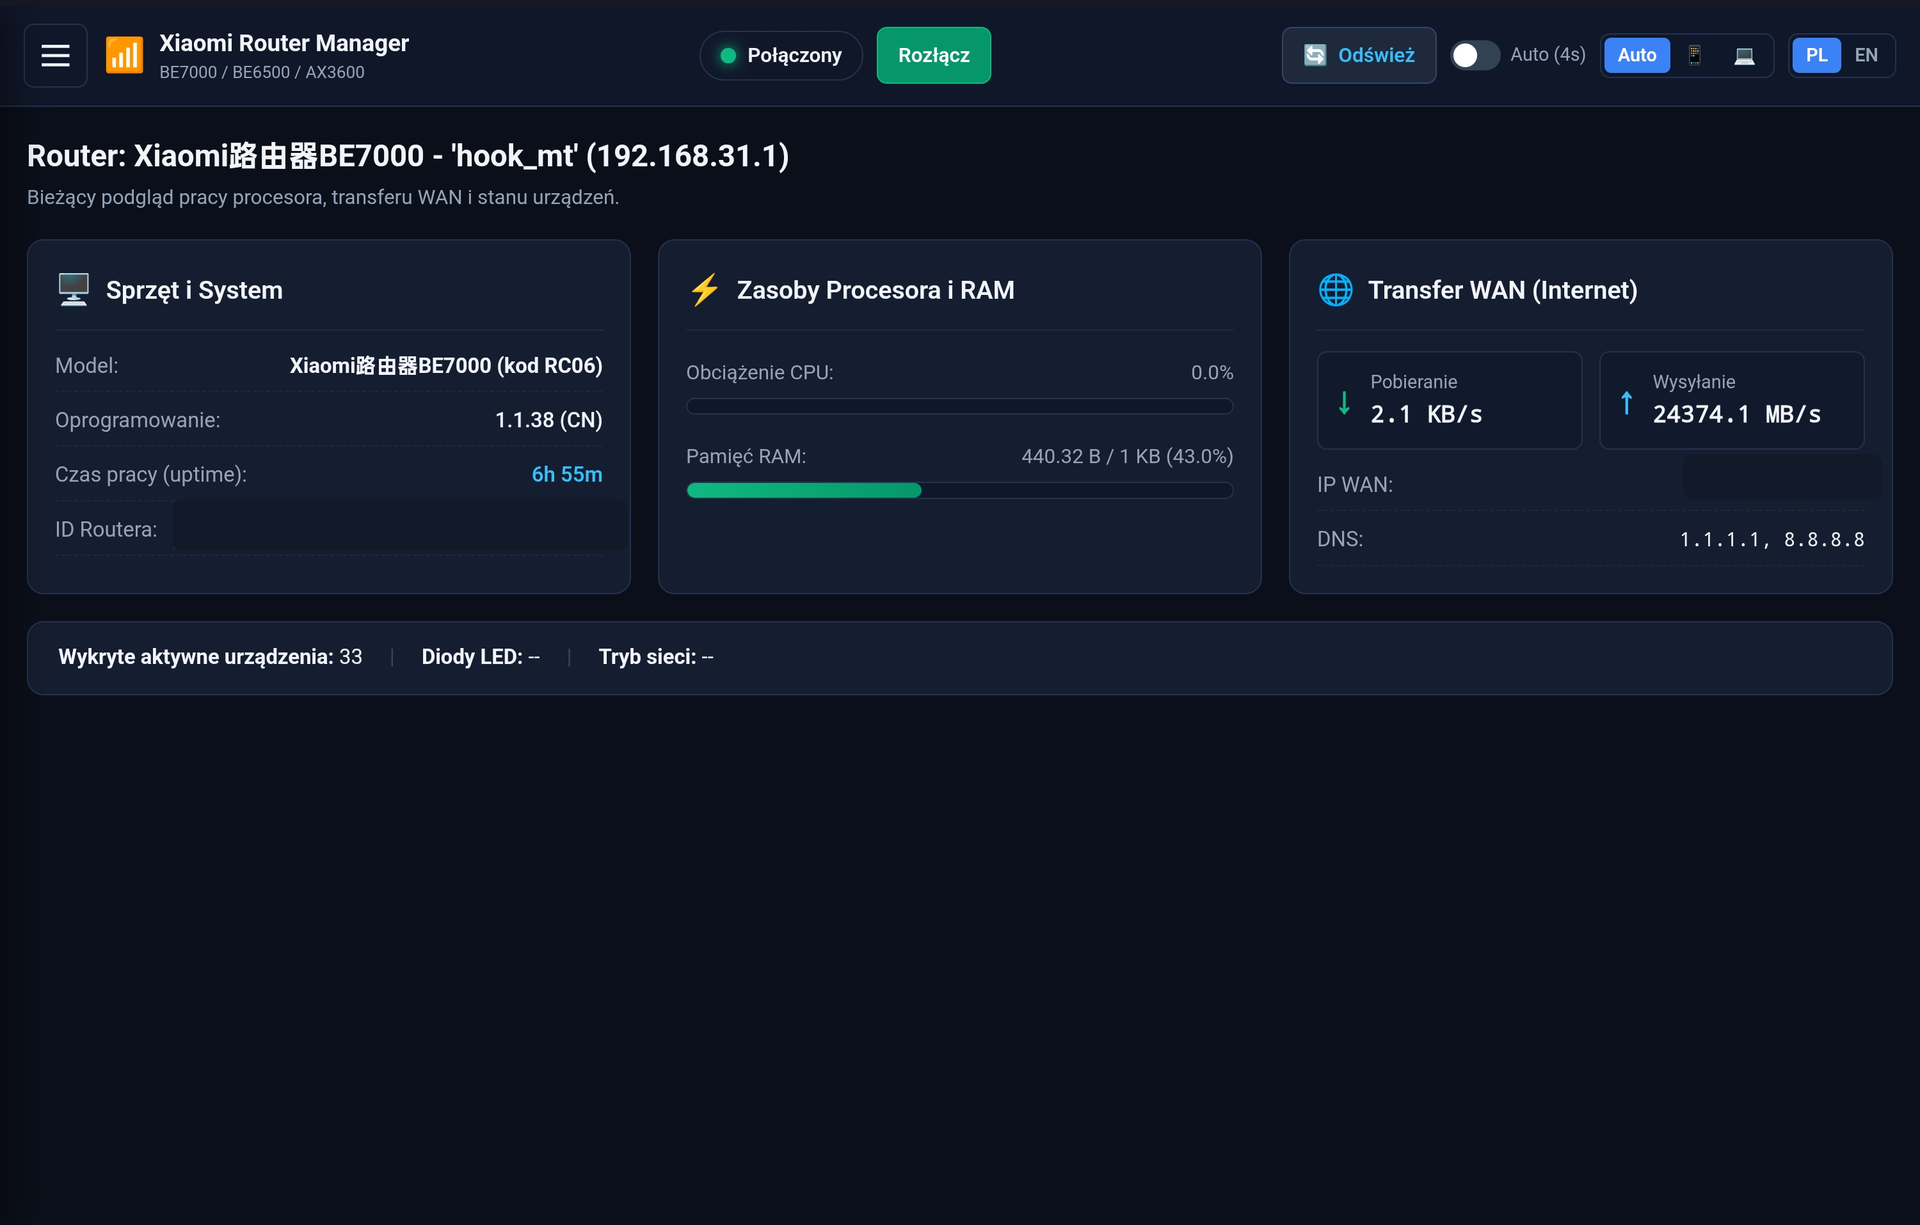 Xiaomi Router Manager
BE7000 / BE6500 / AX3600
Połączony
Rozłącz
Odśwież
Auto (4s)
Auto
PL
EN
Router: Xiaomi路由器BE7000 - 'hook_mt' (192.168.31.1)
Bieżący podgląd pracy procesora, transferu WAN i stanu urządzeń.
Sprzęt i System
Model: Xiaomi路由器BE7000 (kod RC06)
Oprogramowanie: 1.1.38 (CN)
Czas pracy (uptime): 6h 55m
ID Routera:
Zasoby Procesora i RAM
Obciążenie CPU: 0.0%
Pamięć RAM: 440.32 B / 1 KB (43.0%)
Transfer WAN (Internet)
Pobieranie
↓ 2.1 KB/s
Wysyłanie
↑ 24374.1 MB/s
IP WAN:
DNS: 1.1.1.1, 8.8.8.8
Wykryte aktywne urządzenia: 33 | Diody LED: -- | Tryb sieci: --